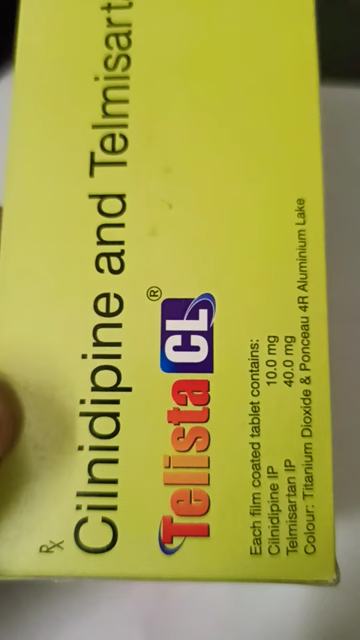 Rx
Cilnidipine and Telmisart
Telista CL®
Each film coated tablet contains:
Cilnidipine IP 10.0 mg
Telmisartan IP 40.0 mg
Colour: Titanium Dioxide & Ponceau 4R Aluminium Lake